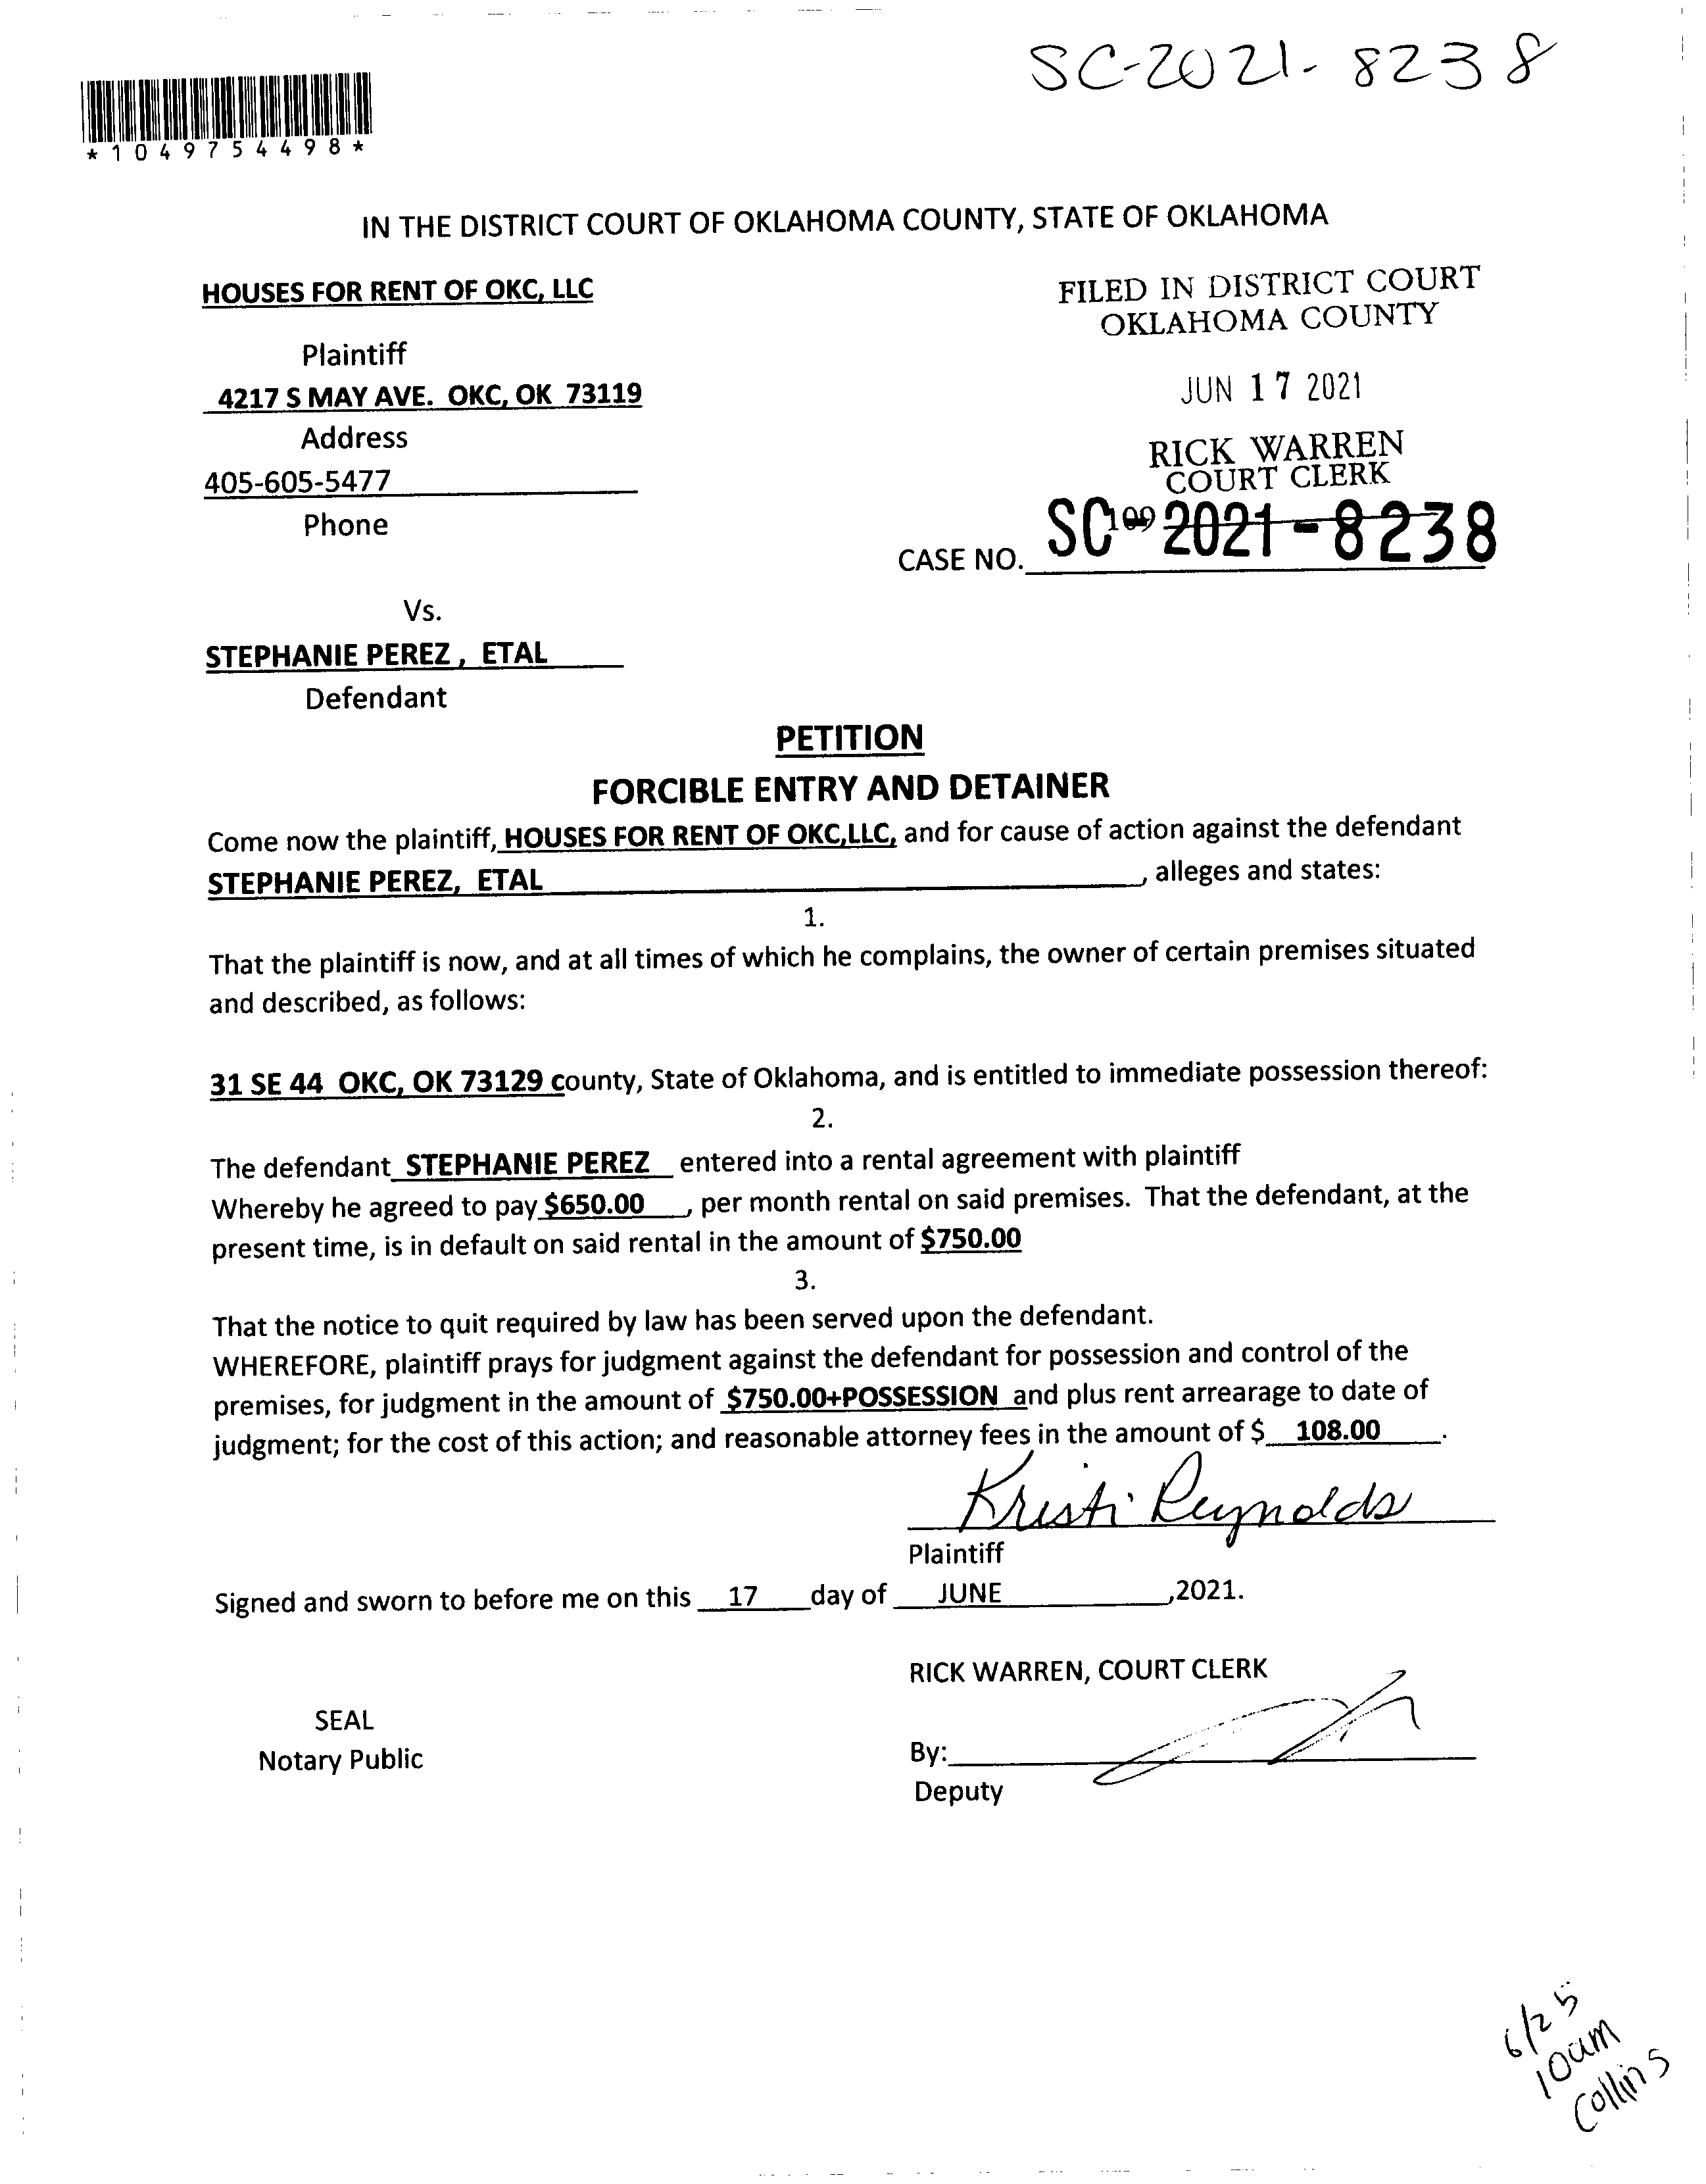 SC-2021-8238
*1049754498*
IN THE DISTRICT COURT OF OKLAHOMA COUNTY, STATE OF OKLAHOMA
HOUSES FOR RENT OF OKC, LLC
Plaintiff
4217 S MAY AVE. OKC, OK 73119
Address
405-605-5477
Phone
FILED IN DISTRICT COURT
OKLAHOMA COUNTY
JUN 17 2021
RICK WARREN
COURT CLERK
109
CASE NO. SC 2021-8238
Vs.
STEPHANIE PEREZ , ETAL
Defendant
PETITION
FORCIBLE ENTRY AND DETAINER
Come now the plaintiff, HOUSES FOR RENT OF OKC,LLC, and for cause of action against the defendant
STEPHANIE PEREZ, ETAL, alleges and states:
1.
That the plaintiff is now, and at all times of which he complains, the owner of certain premises situated
and described, as follows:
31 SE 44 OKC, OK 73129 county, State of Oklahoma, and is entitled to immediate possession thereof:
2.
The defendant STEPHANIE PEREZ entered into a rental agreement with plaintiff
Whereby he agreed to pay $650.00 , per month rental on said premises. That the defendant, at the
present time, is in default on said rental in the amount of $750.00
3.
That the notice to quit required by law has been served upon the defendant.
WHEREFORE, plaintiff prays for judgment against the defendant for possession and control of the
premises, for judgment in the amount of $750.00+POSSESSION and plus rent arrearage to date of
judgment; for the cost of this action; and reasonable attorney fees in the amount of $ 108.00 .
Kristi Reynolds
Plaintiff
Signed and sworn to before me on this 17 day of JUNE ,2021.
RICK WARREN, COURT CLERK
SEAL
Notary Public
By:
Deputy
6/25
10am
Collins